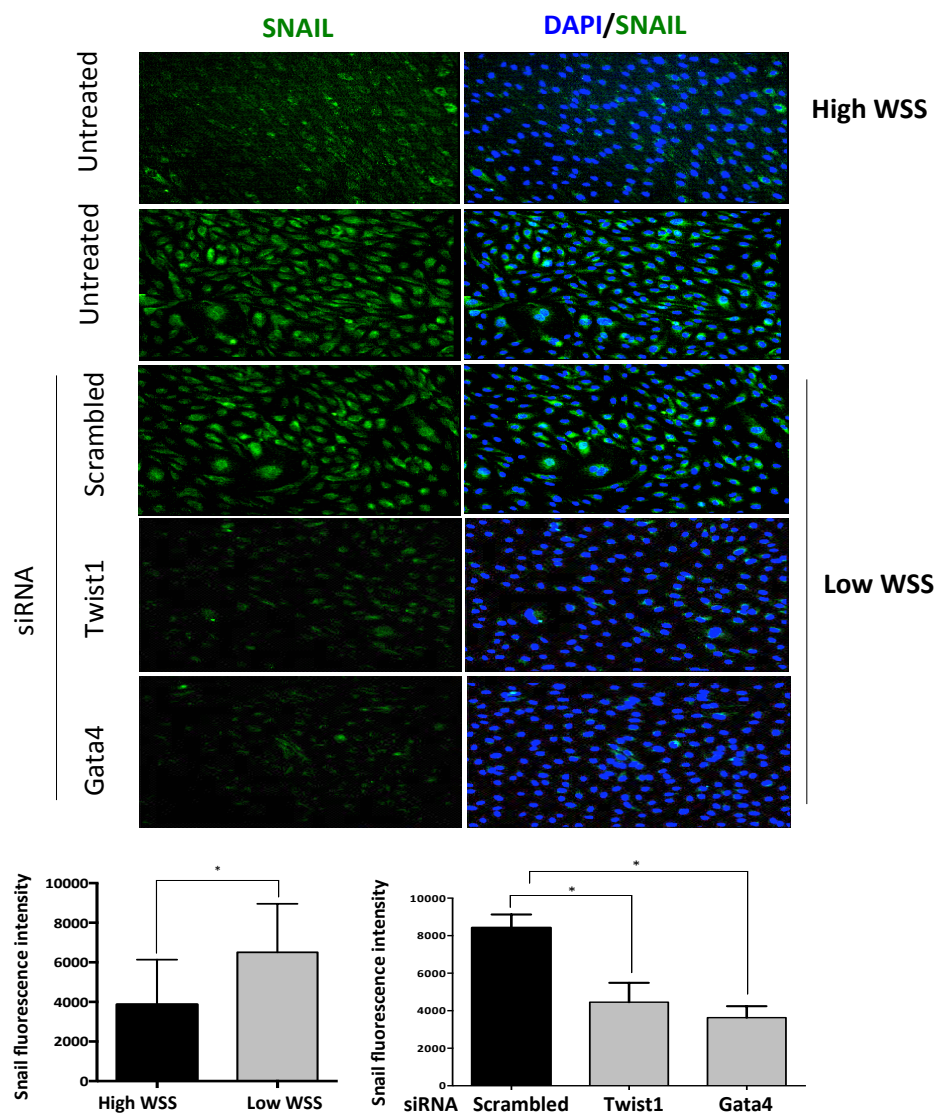 SNAIL DAPI/SNAIL
Untreated
High WSS
Untreated
siRNA
Scrambled
Twist1
Gata4
Low WSS
Snail fluorescence intensity
10000
8000
6000
4000
2000
0
*
High WSS Low WSS
Snail fluorescence intensity
10000
8000
6000
4000
2000
0
*
*
siRNA Scrambled Twist1 Gata4